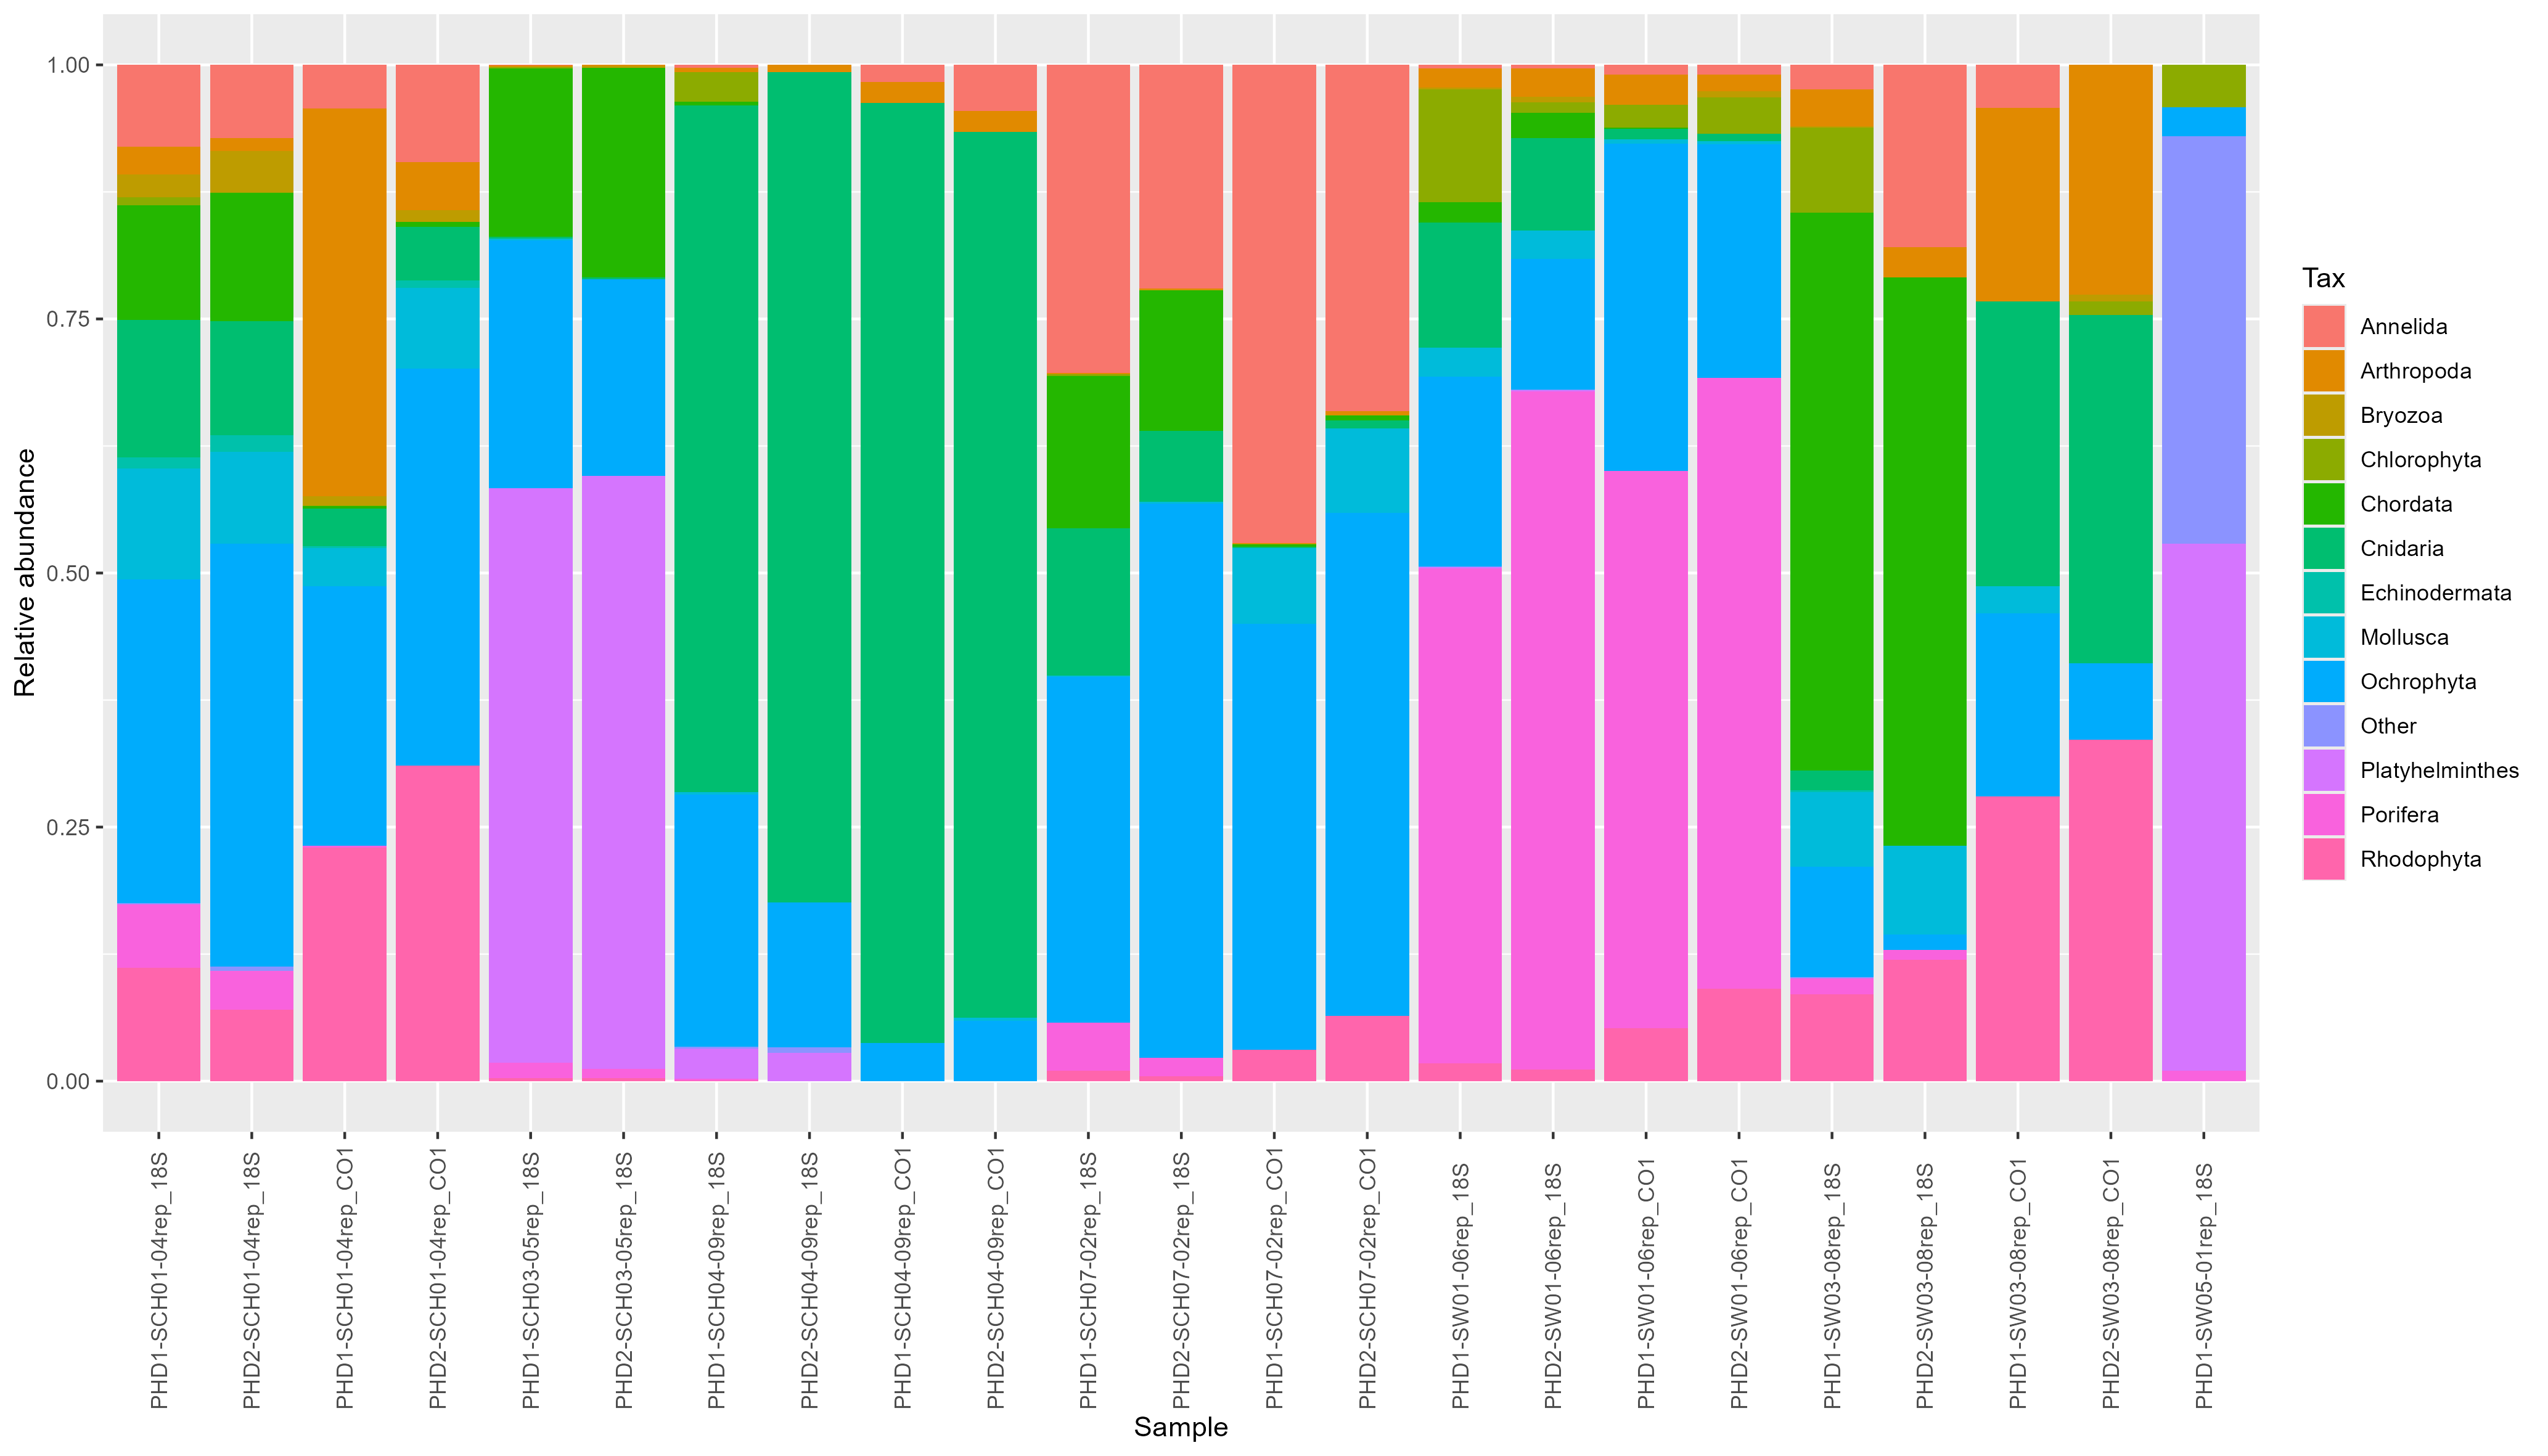 1.00
0.75
0.50
0.25
0.00
Relative abundance
PHD1-SCH01-04rep_18S
PHD2-SCH01-04rep_18S
PHD1-SCH01-04rep_CO1
PHD2-SCH01-04rep_CO1
PHD1-SCH03-05rep_18S
PHD2-SCH03-05rep_18S
PHD1-SCH04-09rep_18S
PHD2-SCH04-09rep_18S
PHD1-SCH04-09rep_CO1
PHD2-SCH04-09rep_CO1
PHD1-SCH07-02rep_18S
PHD2-SCH07-02rep_18S
PHD1-SCH07-02rep_CO1
PHD2-SCH07-02rep_CO1
PHD1-SW01-06rep_18S
PHD2-SW01-06rep_18S
PHD1-SW01-06rep_CO1
PHD2-SW01-06rep_CO1
PHD1-SW03-08rep_18S
PHD2-SW03-08rep_18S
PHD1-SW03-08rep_CO1
PHD2-SW03-08rep_CO1
PHD1-SW05-01rep_18S
Sample
Tax
Annelida
Arthropoda
Bryozoa
Chlorophyta
Chordata
Cnidaria
Echinodermata
Mollusca
Ochrophyta
Other
Platyhelminthes
Porifera
Rhodophyta